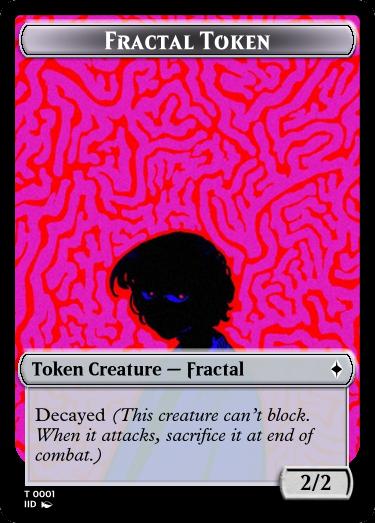 Fractal Token
Token Creature — Fractal
Decayed (This creature can't block.
When it attacks, sacrifice it at end of
combat.)
2/2
T 0001
IID